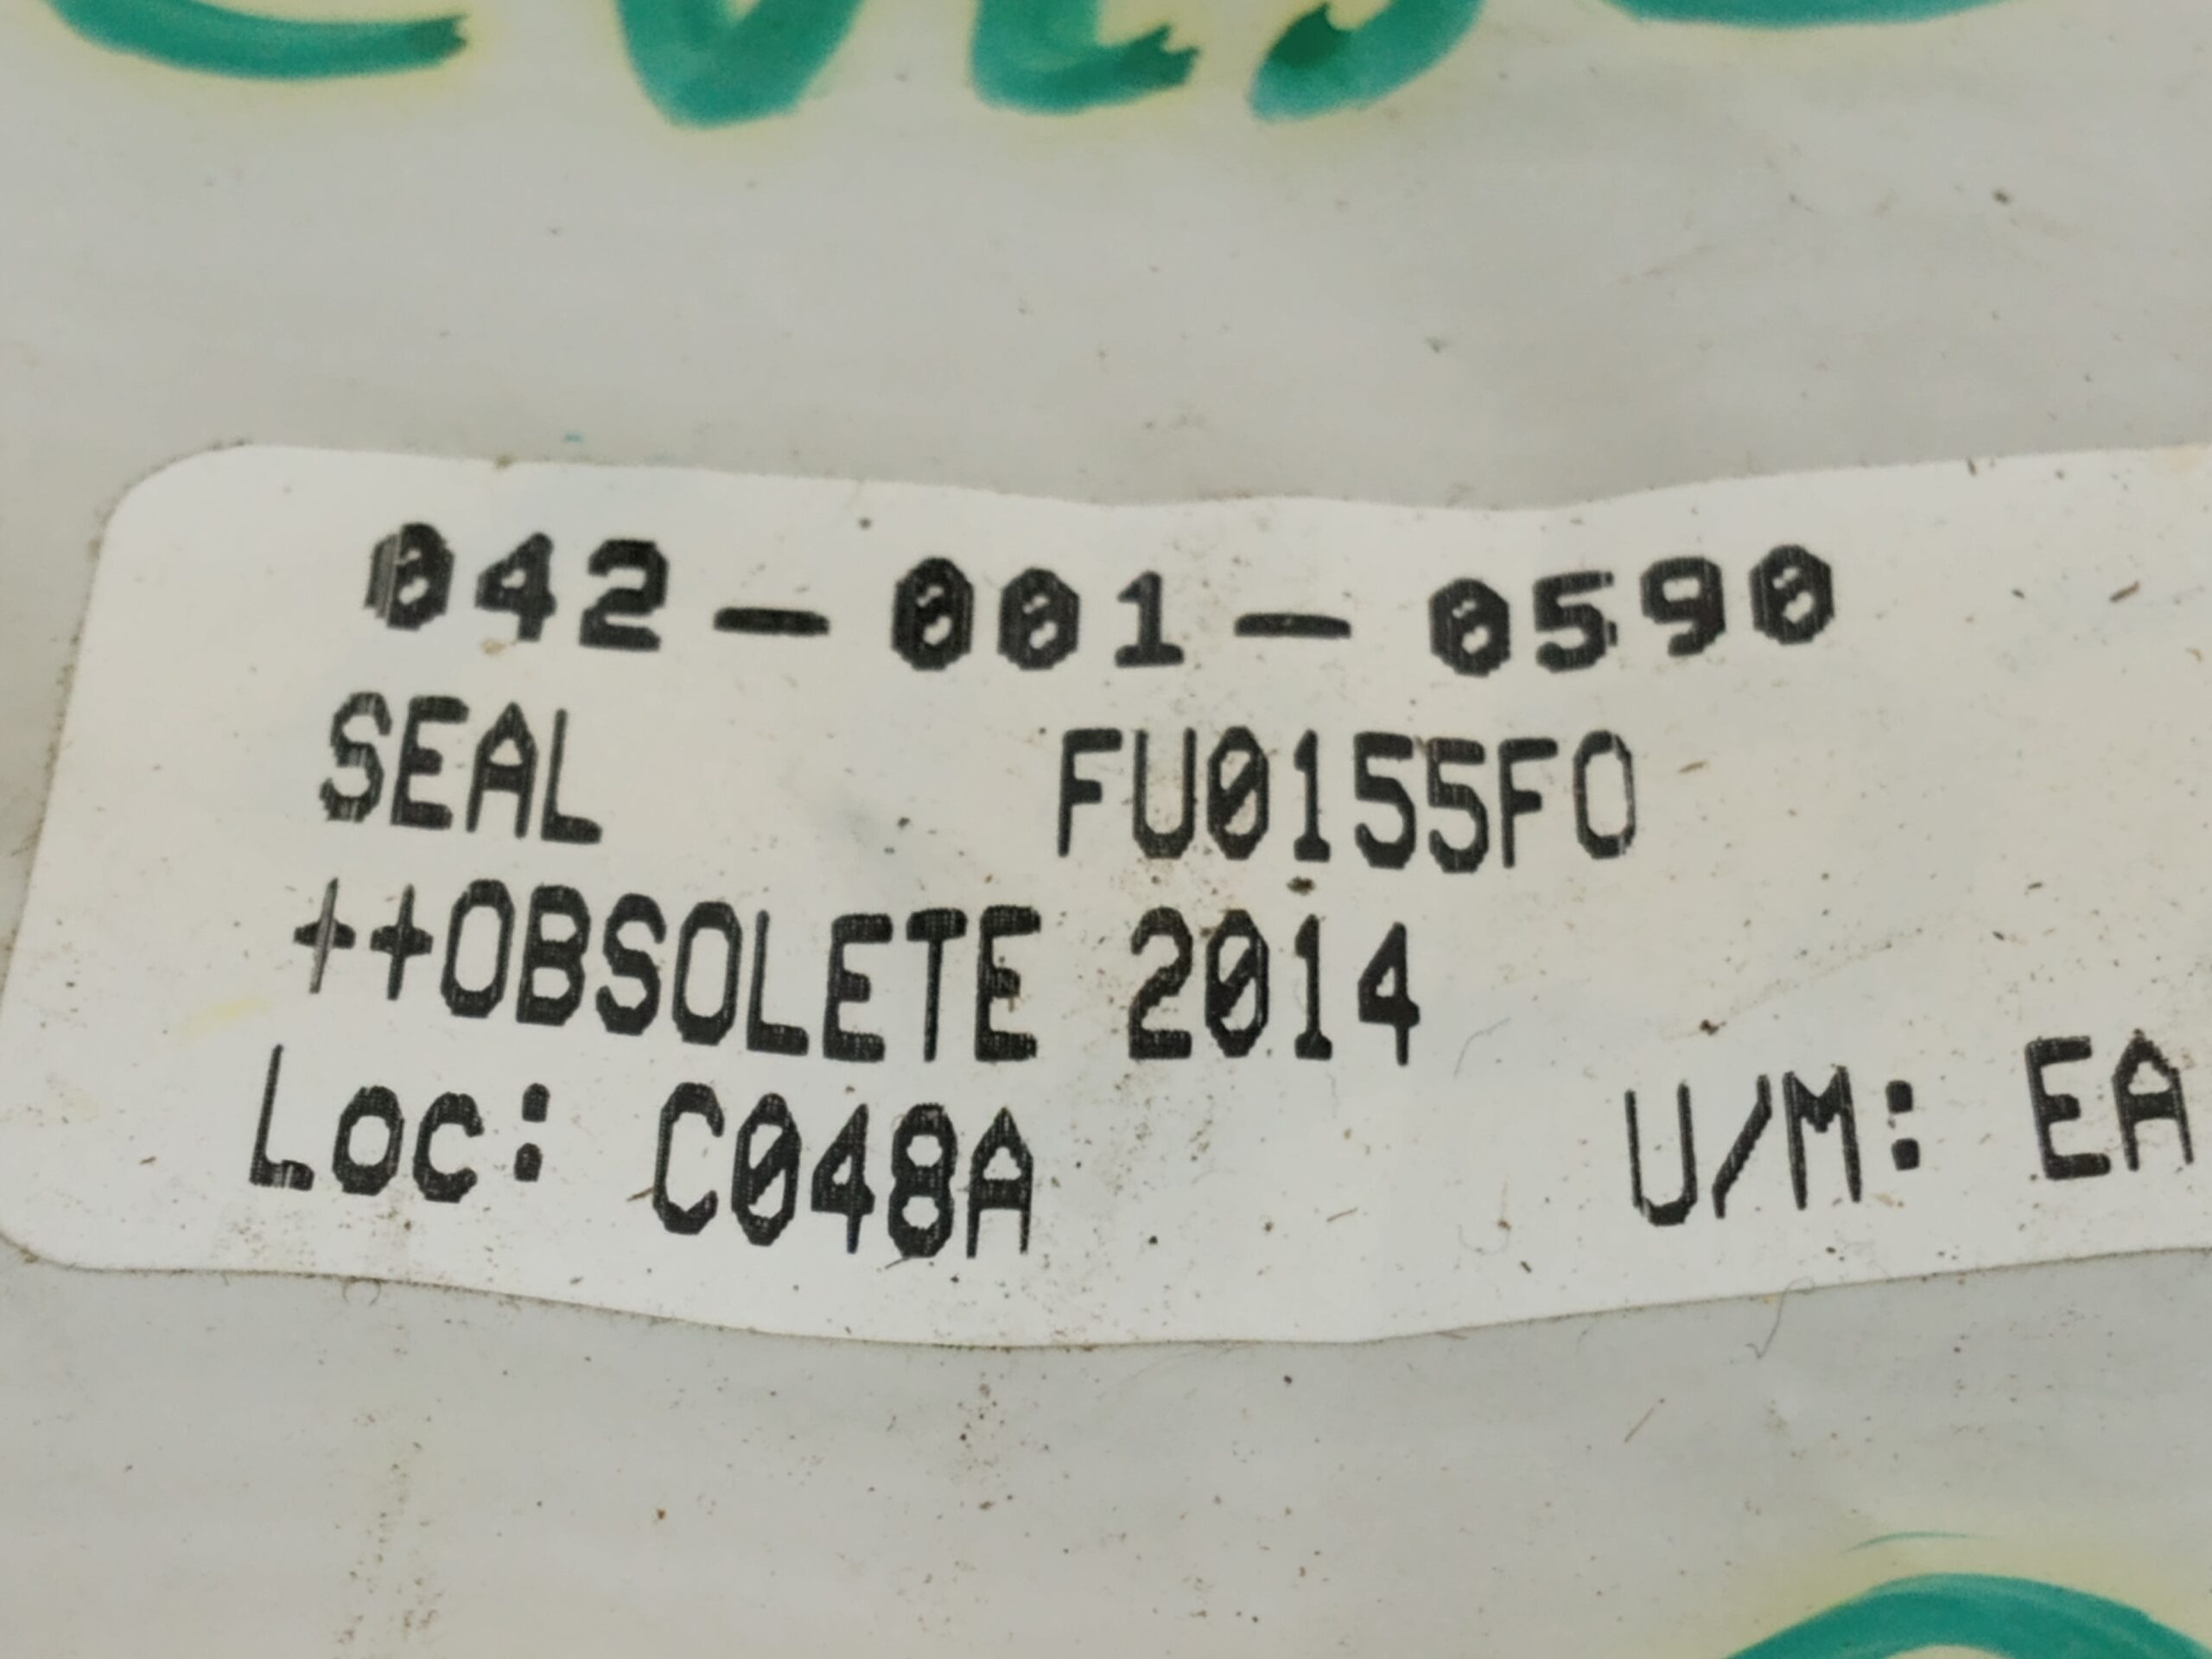 042-001-0590
SEAL FU0155FO
++OBSOLETE 2014
Loc: C048A U/M: EA